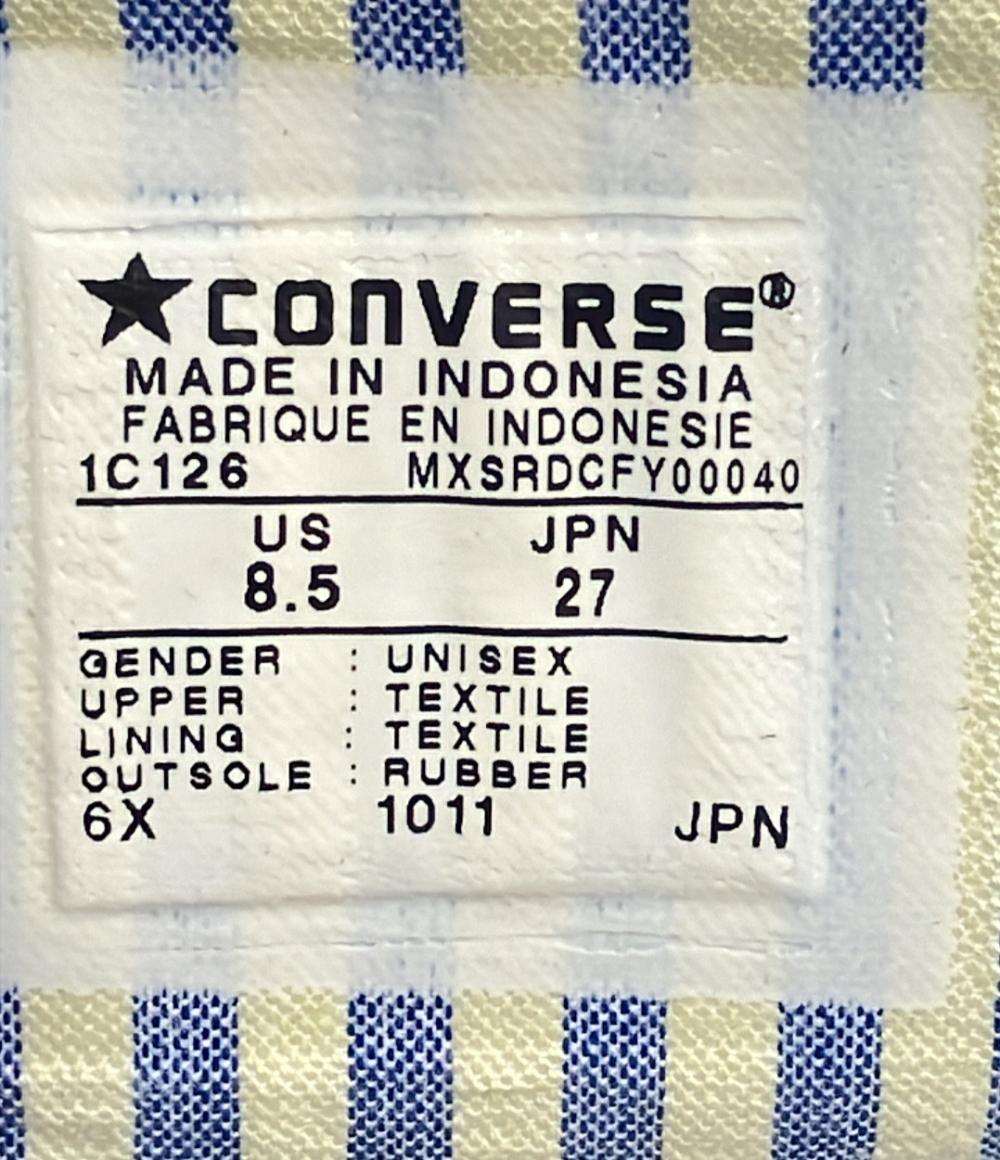 ★CONVERSE®
MADE IN INDONESIA
FABRIQUE EN INDONESIE
1C126 MXSRDCFY00040
US JPN
8.5 27
GENDER : UNISEX
UPPER : TEXTILE
LINING : TEXTILE
OUTSOLE : RUBBER
6X 1011 JPN